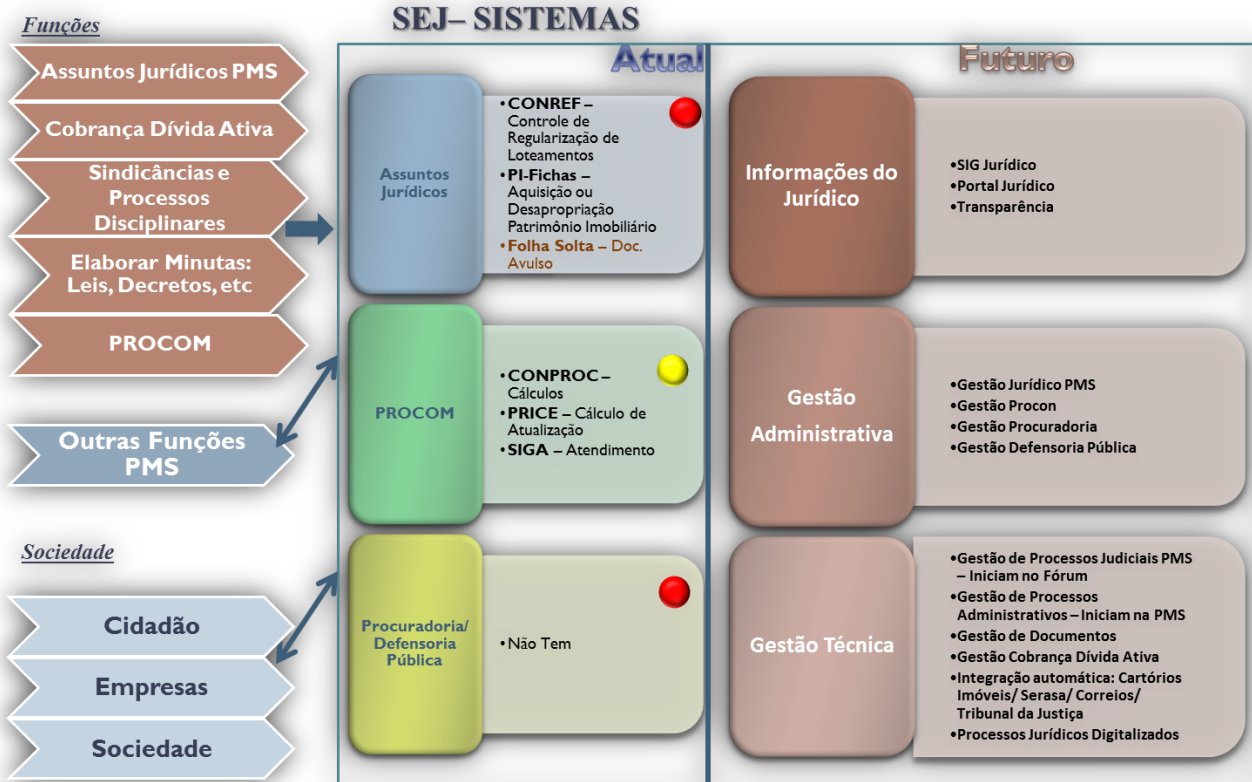 SEJ– SISTEMAS
Funções
Assuntos Jurídicos PMS
Cobrança Dívida Ativa
Sindicâncias e
Processos
Disciplinares
Elaborar Minutas:
Leis, Decretos, etc
PROCOM
Outras Funções
PMS
Sociedade
Cidadão
Empresas
Sociedade
Atual
Assuntos
Jurídicos
•CONREF –
Controle de
Regularização de
Loteamentos
•PI-Fichas –
Aquisição ou
Desapropriação
Patrimônio Imobiliário
•Folha Solta – Doc.
Avulso
PROCOM
•CONPROC –
Cálculos
•PRICE – Cálculo de
Atualização
•SIGA – Atendimento
Procuradoria/
Defensoria
Pública
•Não Tem
Futuro
Informações do
Jurídico
•SIG Jurídico
•Portal Jurídico
•Transparência
Gestão
Administrativa
•Gestão Jurídico PMS
•Gestão Procon
•Gestão Procuradoria
•Gestão Defensoria Pública
Gestão Técnica
•Gestão de Processos Judiciais PMS
– Iniciam no Fórum
•Gestão de Processos
Administrativos – Iniciam na PMS
•Gestão de Documentos
•Gestão Cobrança Dívida Ativa
•Integração automática: Cartórios
Imóveis/ Serasa/ Correios/
Tribunal da Justiça
•Processos Jurídicos Digitalizados